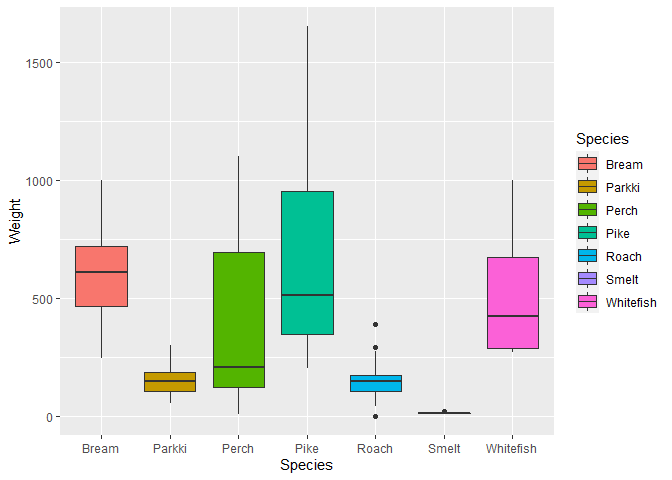 1500
1000
500
0
Weight
Bream Parkki Perch Pike Roach Smelt Whitefish
Species
Species
Bream
Parkki
Perch
Pike
Roach
Smelt
Whitefish